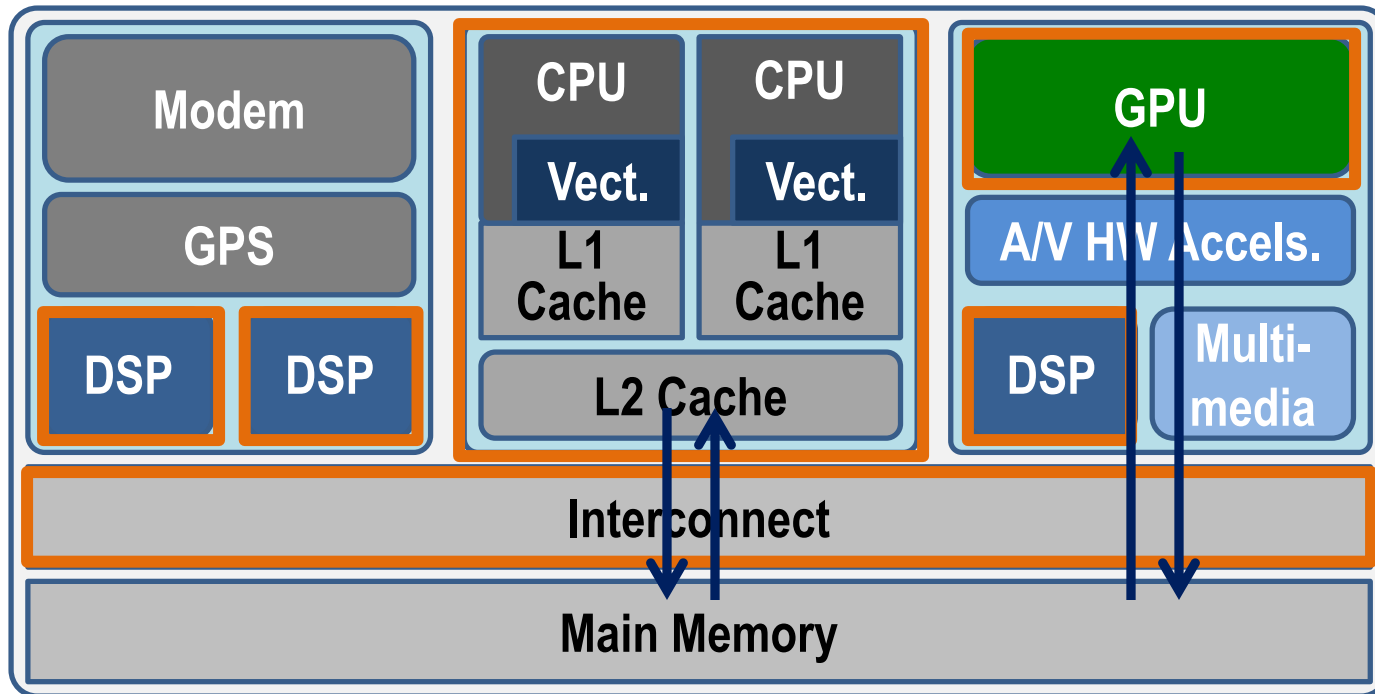 Modem
GPS
DSP
DSP
CPU
Vect.
L1
Cache
CPU
Vect.
L1
Cache
L2 Cache
GPU
A/V HW Accels.
DSP
Multi-
media
Interconnect
Main Memory